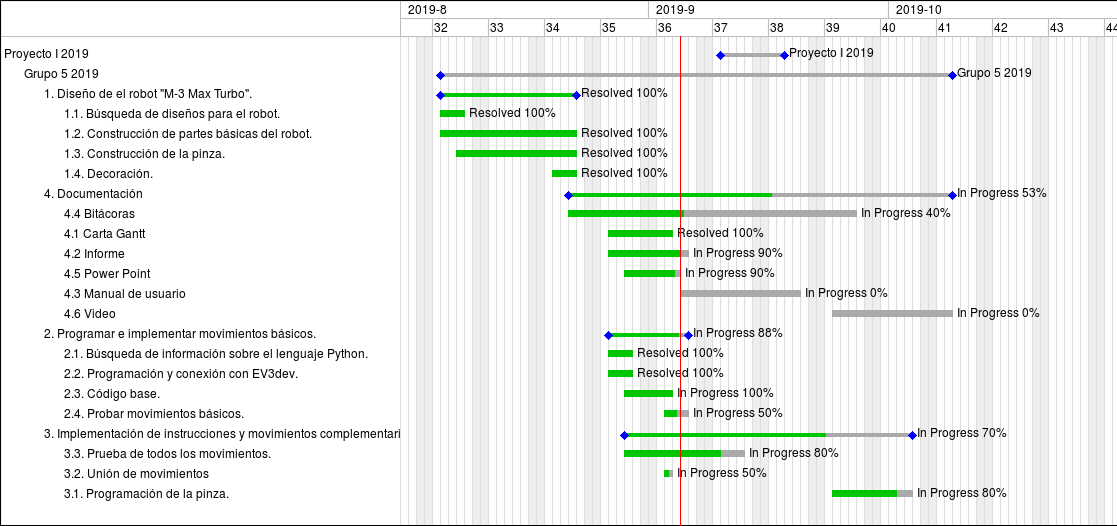 2019-8 2019-9 2019-10
32 33 34 35 36 37 38 39 40 41 42 43 44
Proyecto I 2019 Proyecto I 2019
Grupo 5 2019 Grupo 5 2019
1. Diseño de el robot "M-3 Max Turbo". Resolved 100%
1.1. Búsqueda de diseños para el robot. Resolved 100%
1.2. Construcción de partes básicas del robot. Resolved 100%
1.3. Construcción de la pinza. Resolved 100%
1.4. Decoración. Resolved 100%
4. Documentación In Progress 53%
4.4 Bitácoras In Progress 40%
4.1 Carta Gantt Resolved 100%
4.2 Informe In Progress 90%
4.5 Power Point In Progress 90%
4.3 Manual de usuario In Progress 0%
4.6 Video In Progress 0%
2. Programar e implementar movimientos básicos. In Progress 88%
2.1. Búsqueda de información sobre el lenguaje Python. Resolved 100%
2.2. Programación y conexión con EV3dev. Resolved 100%
2.3. Código base. In Progress 100%
2.4. Probar movimientos básicos. In Progress 50%
3. Implementación de instrucciones y movimientos complementari In Progress 70%
3.3. Prueba de todos los movimientos. In Progress 80%
3.2. Unión de movimientos In Progress 50%
3.1. Programación de la pinza. In Progress 80%